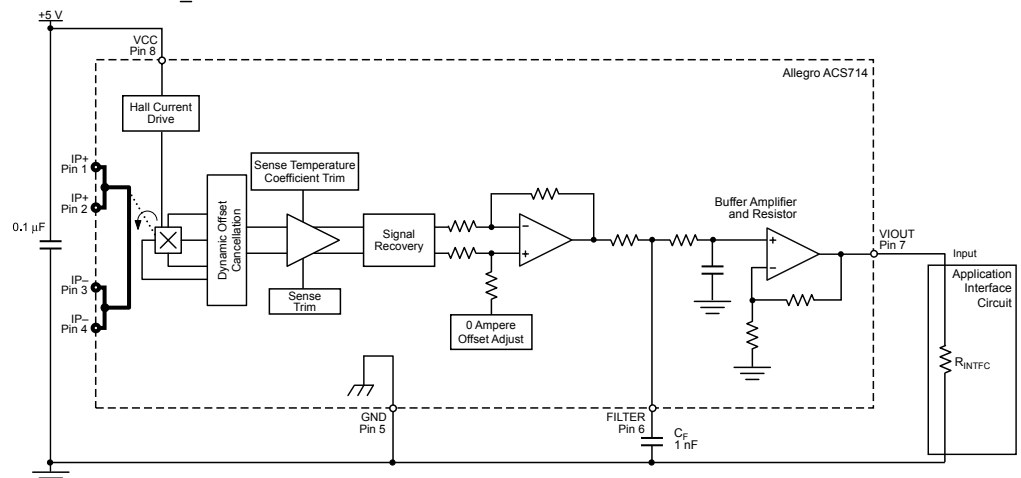 +5 V
VCC
Pin 8
Allegro ACS714
Hall Current
Drive
IP+
Pin 1
IP+
Pin 2
0.1 μF
IP–
Pin 3
IP–
Pin 4
Dynamic Offset
Cancellation
Sense Temperature
Coefficient Trim
Sense
Trim
Signal
Recovery
0 Ampere
Offset Adjust
Buffer Amplifier
and Resistor
VIOUT
Pin 7
Input
Application
Interface
Circuit
RINTFC
GND
Pin 5
FILTER
Pin 6
CF
1 nF